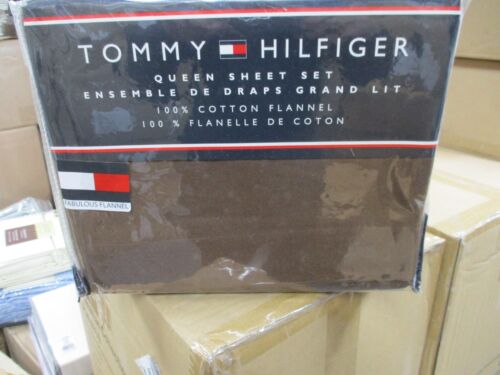 TOMMY HILFIGER
QUEEN SHEET SET
ENSEMBLE DE DRAPS GRAND LIT
100% COTTON FLANNEL
100 % FLANELLE DE COTON
FABULOUS FLANNEL